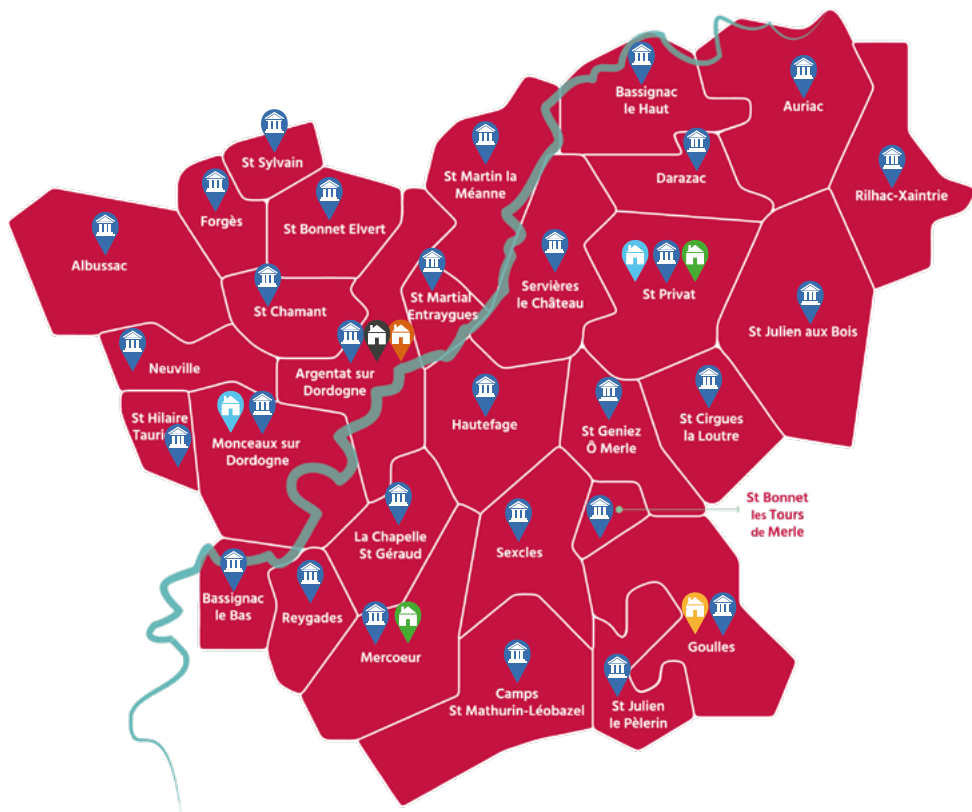 Bassignac
le Haut
Auriac
St Sylvain
St Martin la
Méanne
Darazac
Rilhac-Xaintrie
Forgès
St Bonnet Elvert
Albussac
Servières
le Château
St Privat
St Martial
Entraygues
St Chamant
St Julien aux Bois
Neuville
Argentat sur
Dordogne
St Hilaire
Monceaux sur
Dordogne
Hautefage
St Geniez
Ô Merle
St Cirgues
la Loutre
St Bonnet
les Tours
de Merle
La Chapelle
St Géraud
Sexcles
Bassignac
le Bas
Reygades
Mercoeur
Goulles
Camps
St Mathurin-Léobazel
St Julien
le Pèlerin